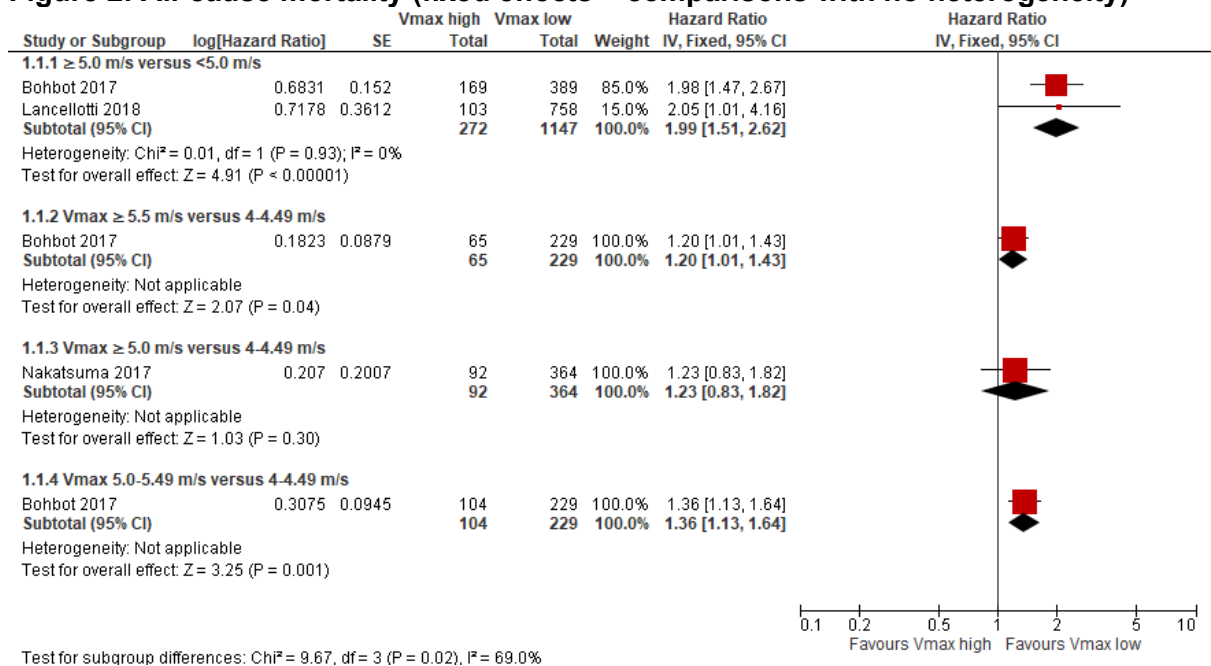 Vmax high Vmax low Hazard Ratio Hazard Ratio
Study or Subgroup log[Hazard Ratio] SE Total Total Weight IV, Fixed, 95% CI IV, Fixed, 95% CI
1.1.1 ≥ 5.0 m/s versus <5.0 m/s
Bohbot 2017 0.6831 0.152 169 389 85.0% 1.98 [1.47, 2.67]
Lancellotti 2018 0.7178 0.3612 103 758 15.0% 2.05 [1.01, 4.16]
Subtotal (95% CI) 272 1147 100.0% 1.99 [1.51, 2.62]
Heterogeneity: Chi² = 0.01, df = 1 (P = 0.93); I² = 0%
Test for overall effect: Z = 4.91 (P < 0.00001)
1.1.2 Vmax ≥ 5.5 m/s versus 4-4.49 m/s
Bohbot 2017 0.1823 0.0879 65 229 100.0% 1.20 [1.01, 1.43]
Subtotal (95% CI) 65 229 100.0% 1.20 [1.01, 1.43]
Heterogeneity: Not applicable
Test for overall effect: Z = 2.07 (P = 0.04)
1.1.3 Vmax ≥ 5.0 m/s versus 4-4.49 m/s
Nakatsuma 2017 0.207 0.2007 92 364 100.0% 1.23 [0.83, 1.82]
Subtotal (95% CI) 92 364 100.0% 1.23 [0.83, 1.82]
Heterogeneity: Not applicable
Test for overall effect: Z = 1.03 (P = 0.30)
1.1.4 Vmax 5.0-5.49 m/s versus 4-4.49 m/s
Bohbot 2017 0.3075 0.0945 104 229 100.0% 1.36 [1.13, 1.64]
Subtotal (95% CI) 104 229 100.0% 1.36 [1.13, 1.64]
Heterogeneity: Not applicable
Test for overall effect: Z = 3.25 (P = 0.001)
0.1 0.2 0.5 1 2 5 10
Favours Vmax high Favours Vmax low
Test for subgroup differences: Chi² = 9.67, df = 3 (P = 0.02), I² = 69.0%